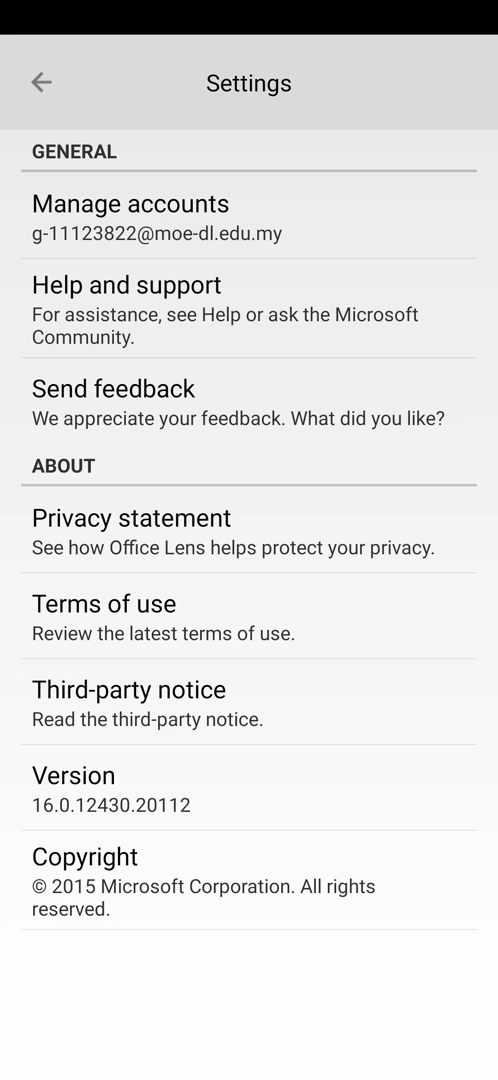 Settings
GENERAL
Manage accounts
g-11123822@moe-dl.edu.my
Help and support
For assistance, see Help or ask the Microsoft
Community.
Send feedback
We appreciate your feedback. What did you like?
ABOUT
Privacy statement
See how Office Lens helps protect your privacy.
Terms of use
Review the latest terms of use.
Third-party notice
Read the third-party notice.
Version
16.0.12430.20112
Copyright
© 2015 Microsoft Corporation. All rights
reserved.